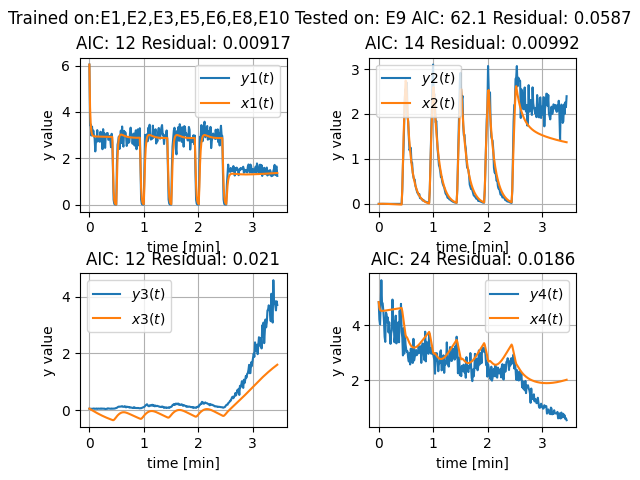 Trained on:E1,E2,E3,E5,E6,E8,E10 Tested on: E9 AIC: 62.1 Residual: 0.0587
AIC: 12 Residual: 0.00917
6
4
2
0
y value
y1(t)
x1(t)
0
1
2
3
time [min]
AIC: 14 Residual: 0.00992
3
2
1
0
y value
y2(t)
x2(t)
0
1
2
3
time [min]
AIC: 12 Residual: 0.021
4
2
0
y value
y3(t)
x3(t)
0
1
2
3
time [min]
AIC: 24 Residual: 0.0186
4
2
y value
y4(t)
x4(t)
0
1
2
3
time [min]